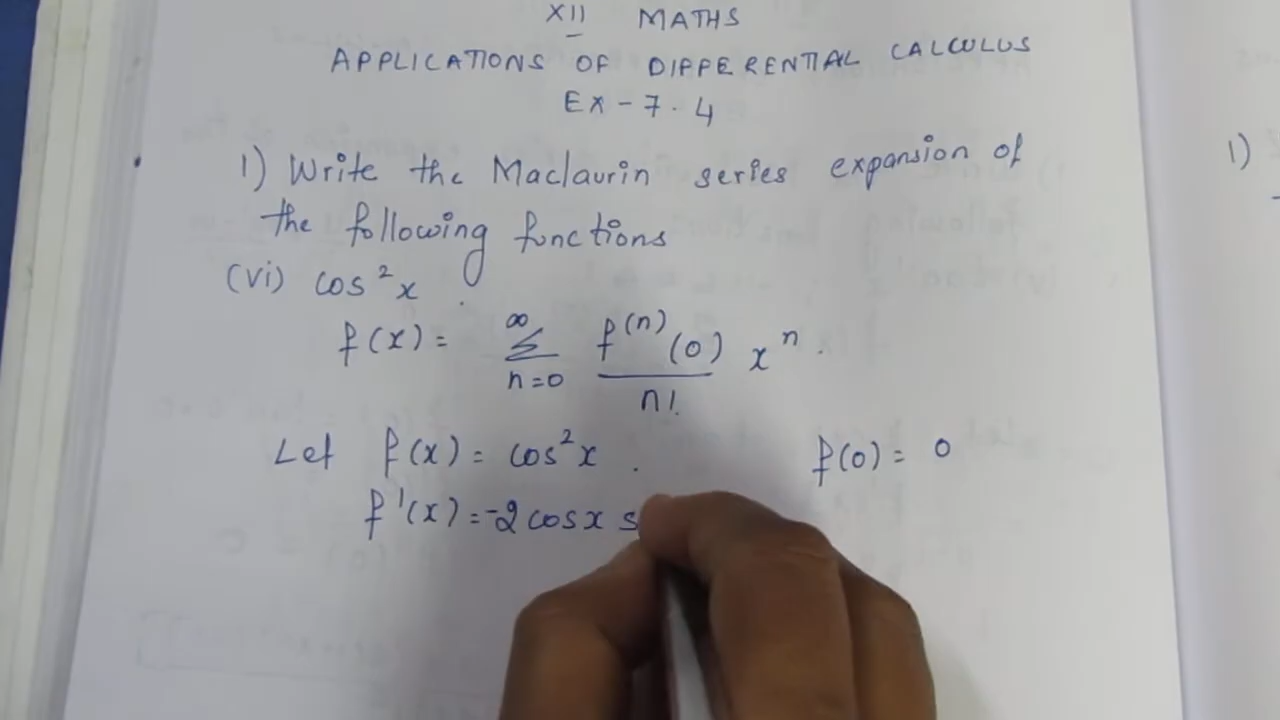 XII MATHS
APPLICATIONS OF DIFFERENTIAL CALCULUS
EX - 7.4
1) Write the Maclaurin series expansion of
the following functions
(vi) cos²x
f(x) = ∞ Σ n=0 f⁽ⁿ⁾(0) / n! xⁿ.
Let f(x) = cos²x . f(0) = 0
f'(x) = -2 cos x s
1)